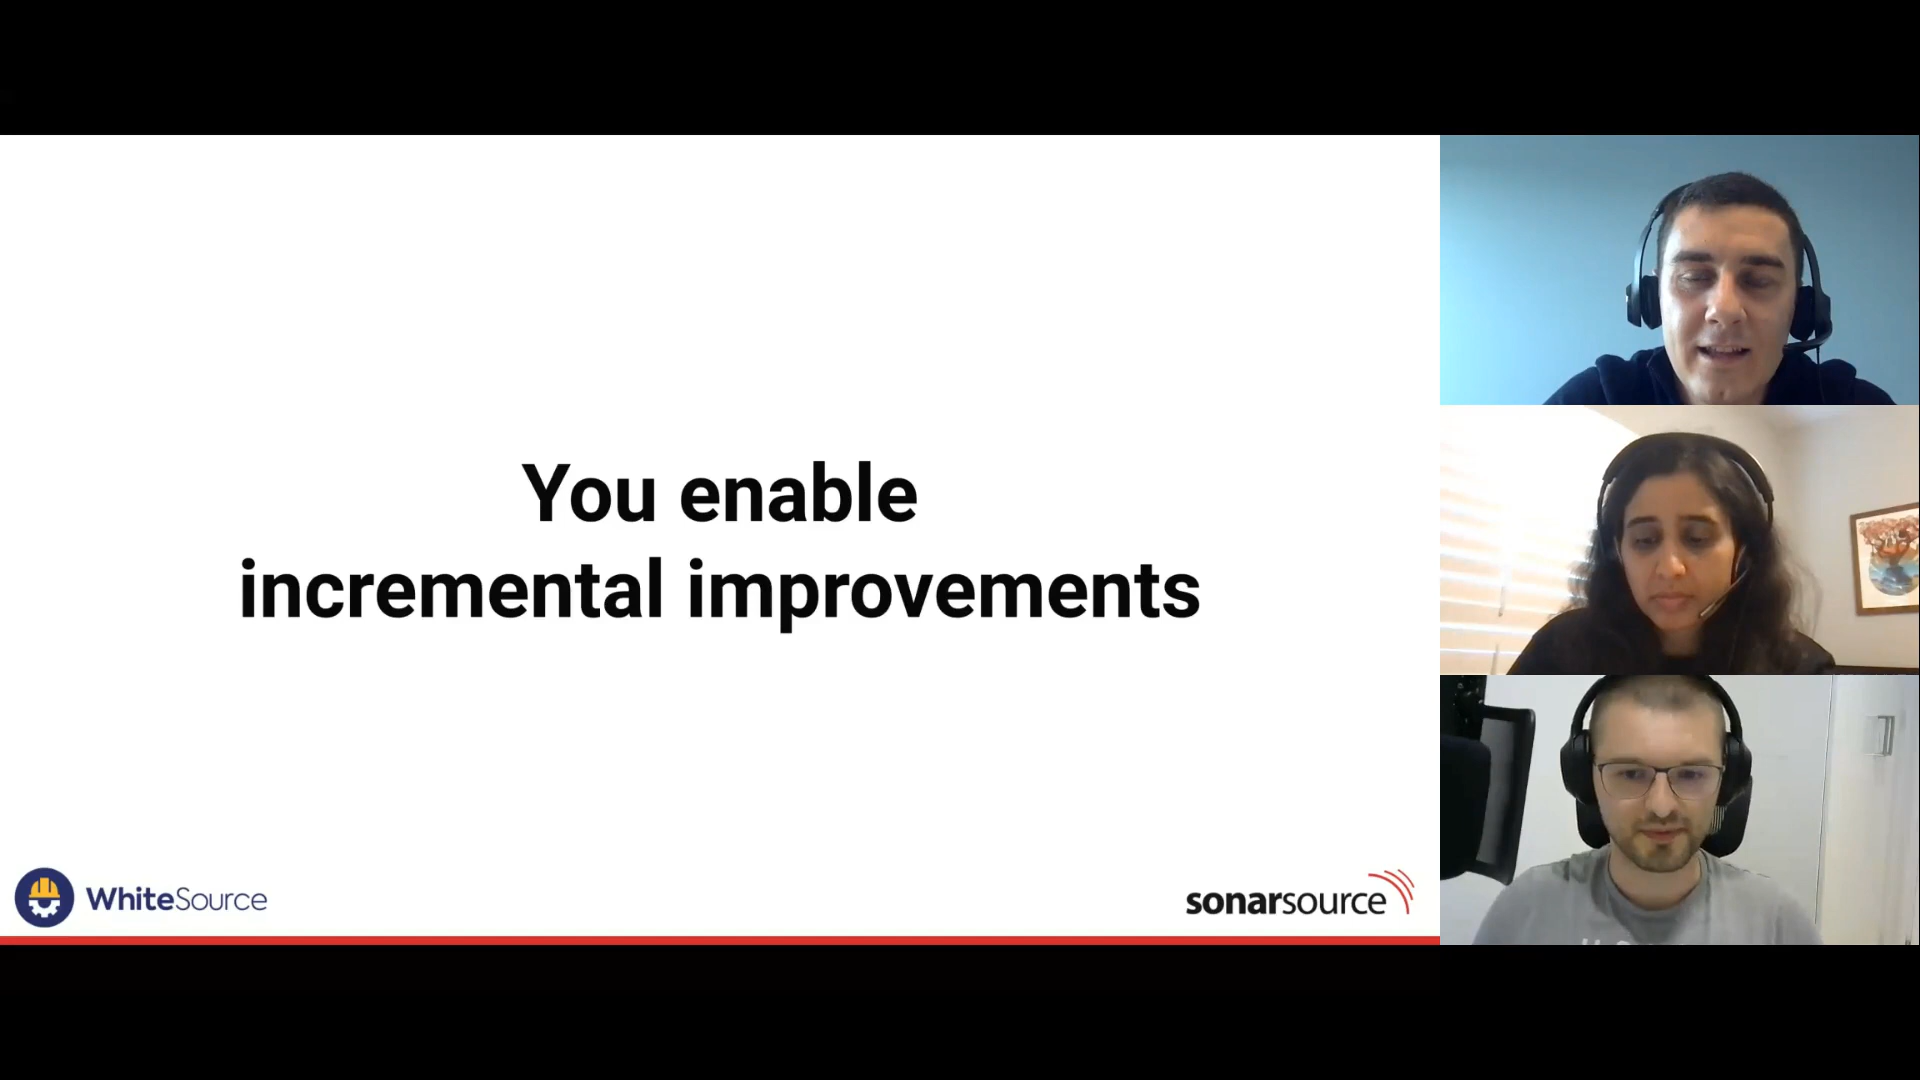 You enable
incremental improvements
WhiteSource
sonarsource